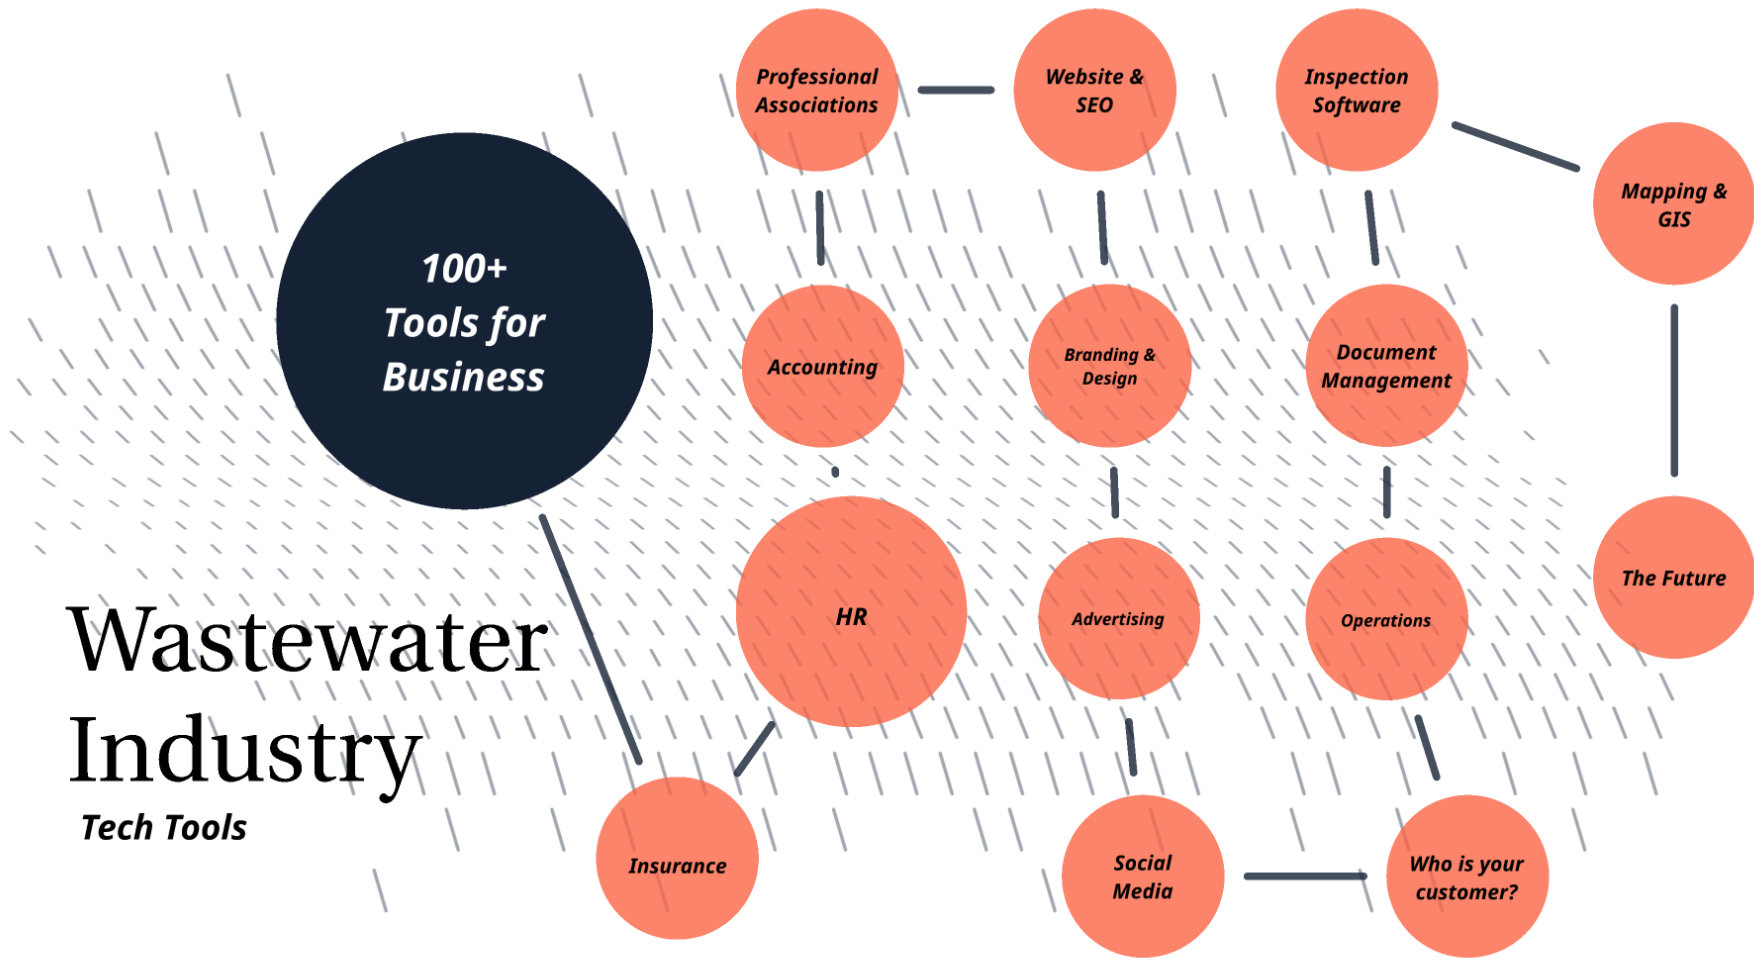 100+
Tools for
Business
Wastewater
Industry
Tech Tools
Insurance
HR
Accounting
Professional
Associations
Website &
SEO
Branding &
Design
Advertising
Social
Media
Who is your
customer?
Operations
Document
Management
Inspection
Software
Mapping &
GIS
The Future